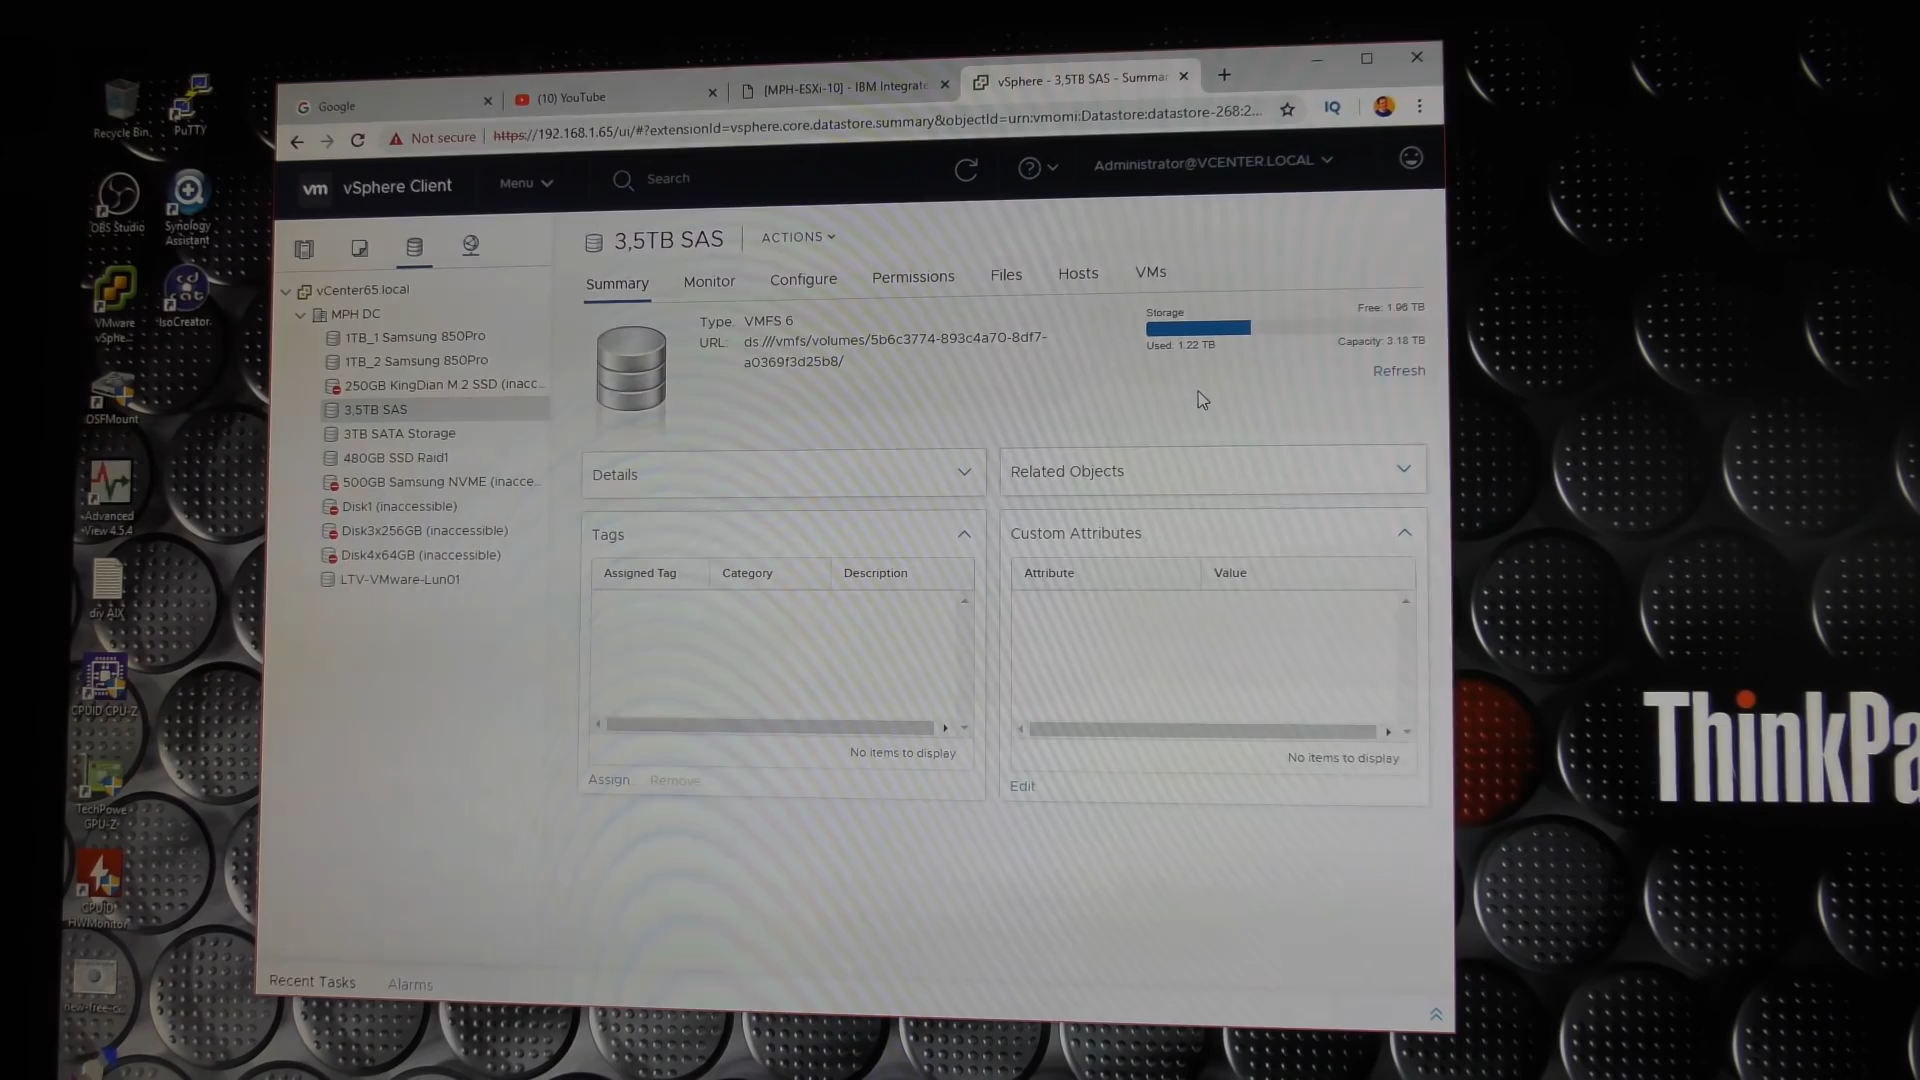 Recycle Bin
PuTTY
OBS Studio
Synology
Assistant
VMware
vSphe...
IsoCreator.
OSFMount
Advanced
View 4.5.4
diy AIX
CPUID CPU-Z
TechPowe...
GPU-Z
CPUID
HWMonitor
Google
(10) YouTube
[MPH-ESXi-10] - IBM Integrate
vSphere - 3,5TB SAS - Summar
Not secure
https://192.168.1.65/ui/#?extensionId=vsphere.core.datastore.summary&objectId=urn:vmomi:Datastore:datastore-268:2...
IQ
vm vSphere Client
Menu
Search
Administrator@VCENTER.LOCAL
vCenter65.local
MPH DC
1TB_1 Samsung 850Pro
1TB_2 Samsung 850Pro
250GB KingDian M.2 SSD (inacc...
3,5TB SAS
3TB SATA Storage
480GB SSD Raid1
500GB Samsung NVME (inacce...
Disk1 (inaccessible)
Disk3x256GB (inaccessible)
Disk4x64GB (inaccessible)
LTV-VMware-Lun01
3,5TB SAS
ACTIONS
Summary
Monitor
Configure
Permissions
Files
Hosts
VMs
Type: VMFS 6
URL: ds:///vmfs/volumes/5b6c3774-893c4a70-8df7-
a0369f3d25b8/
Storage
Free: 1.96 TB
Used: 1.22 TB
Capacity: 3.18 TB
Refresh
Details
Related Objects
Tags
Assigned Tag
Category
Description
No items to display
Assign
Remove
Custom Attributes
Attribute
Value
No items to display
Edit
Recent Tasks
Alarms
ThinkPa